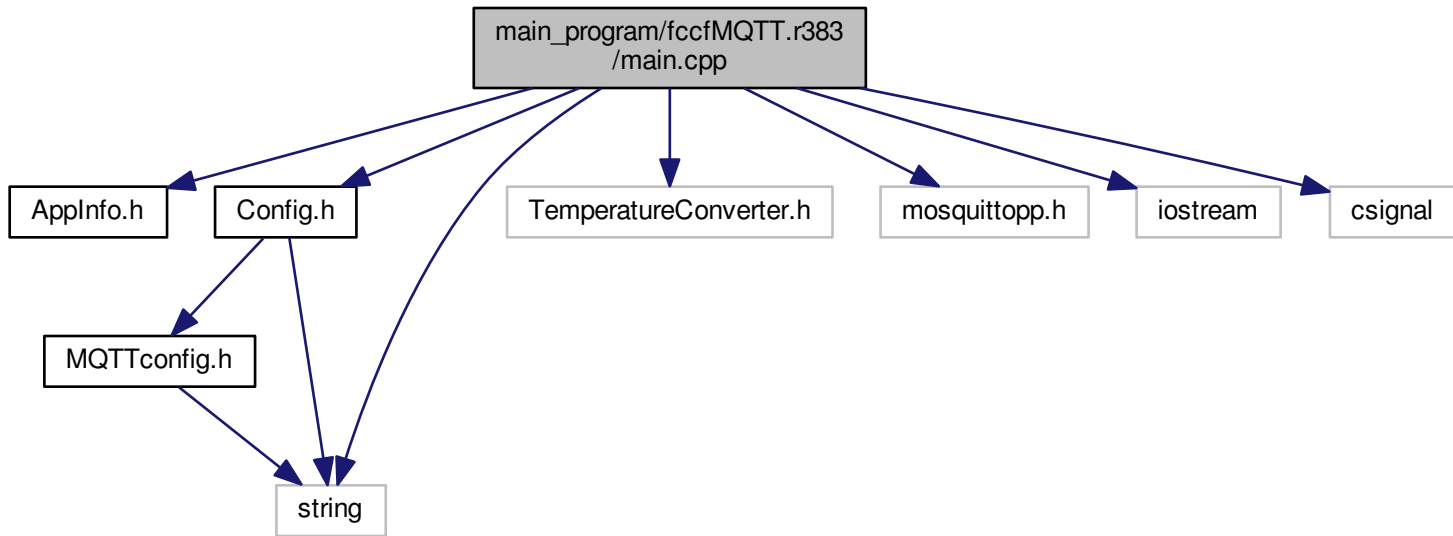 main_program/fccfMQTT.r383
/main.cpp
AppInfo.h
Config.h
TemperatureConverter.h
mosquittopp.h
iostream
csignal
MQTTconfig.h
string